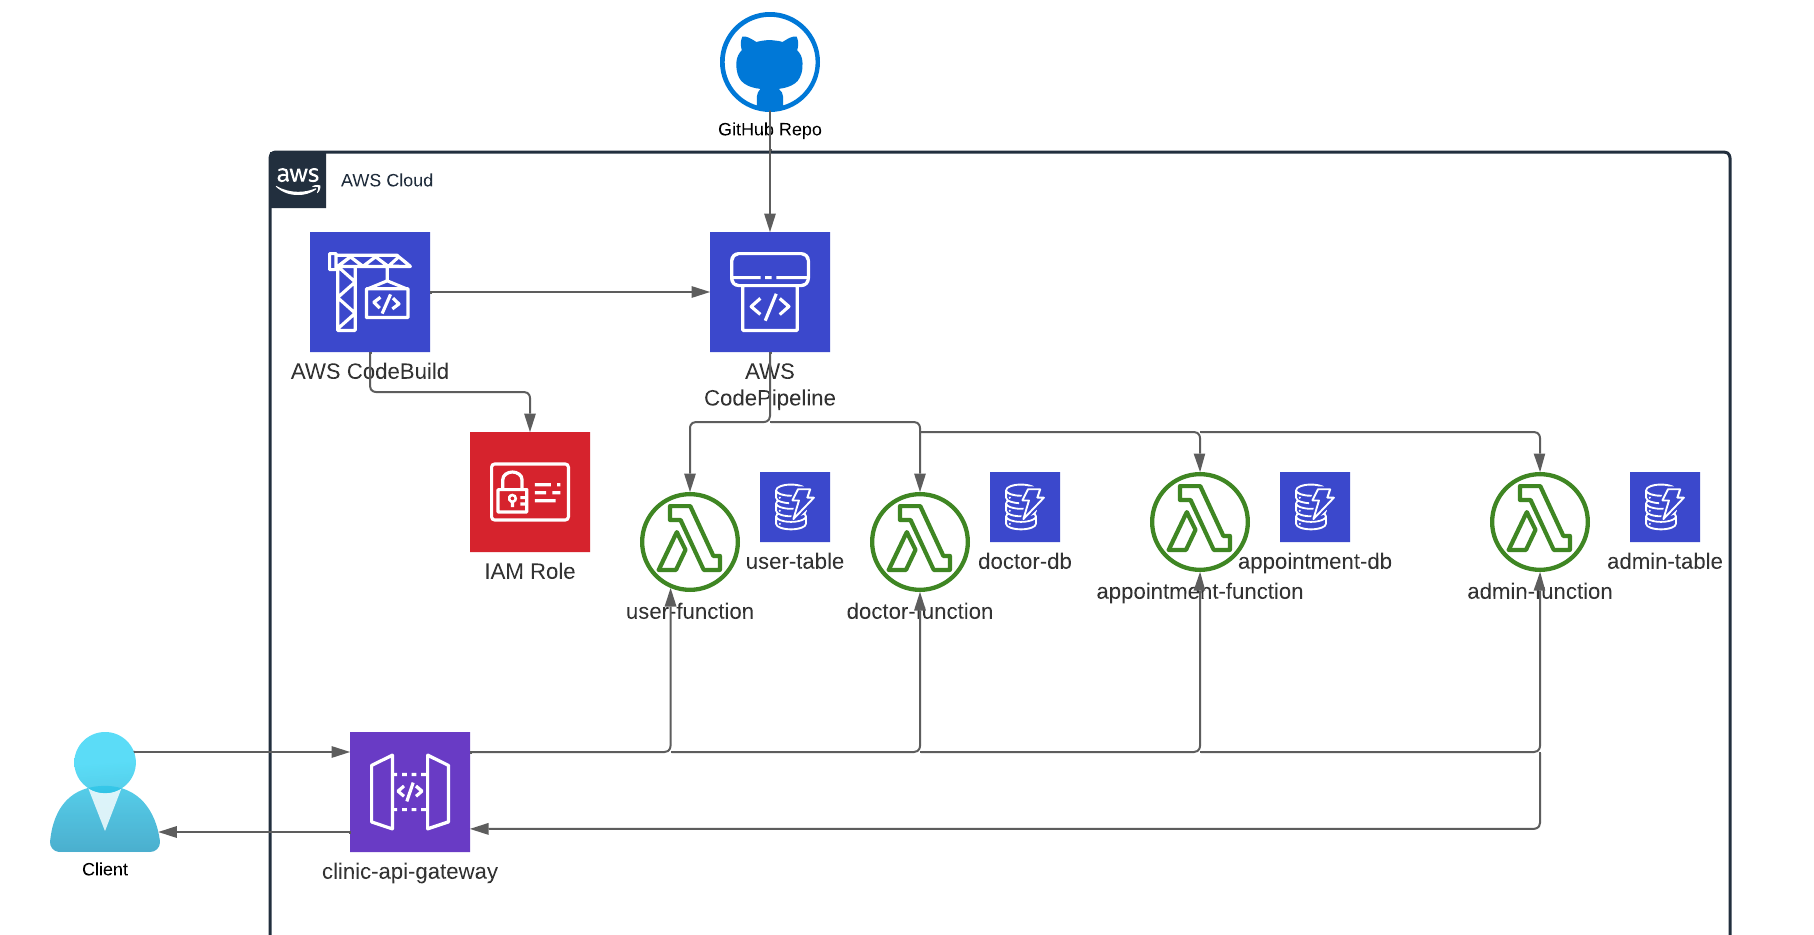 GitHub Repo
aws
AWS Cloud
</>
</>
AWS CodeBuild
AWS
CodePipeline
IAM Role
user-table
doctor-db
appointment-db
admin-table
user-function
doctor-function
appointment-function
admin-function
</>
Client
clinic-api-gateway